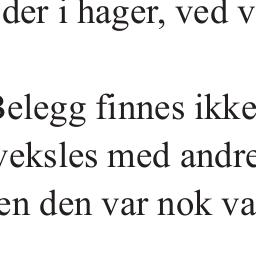 der i hager, ved v
Belegg finnes ikke
veksles med andre
en den var nok va